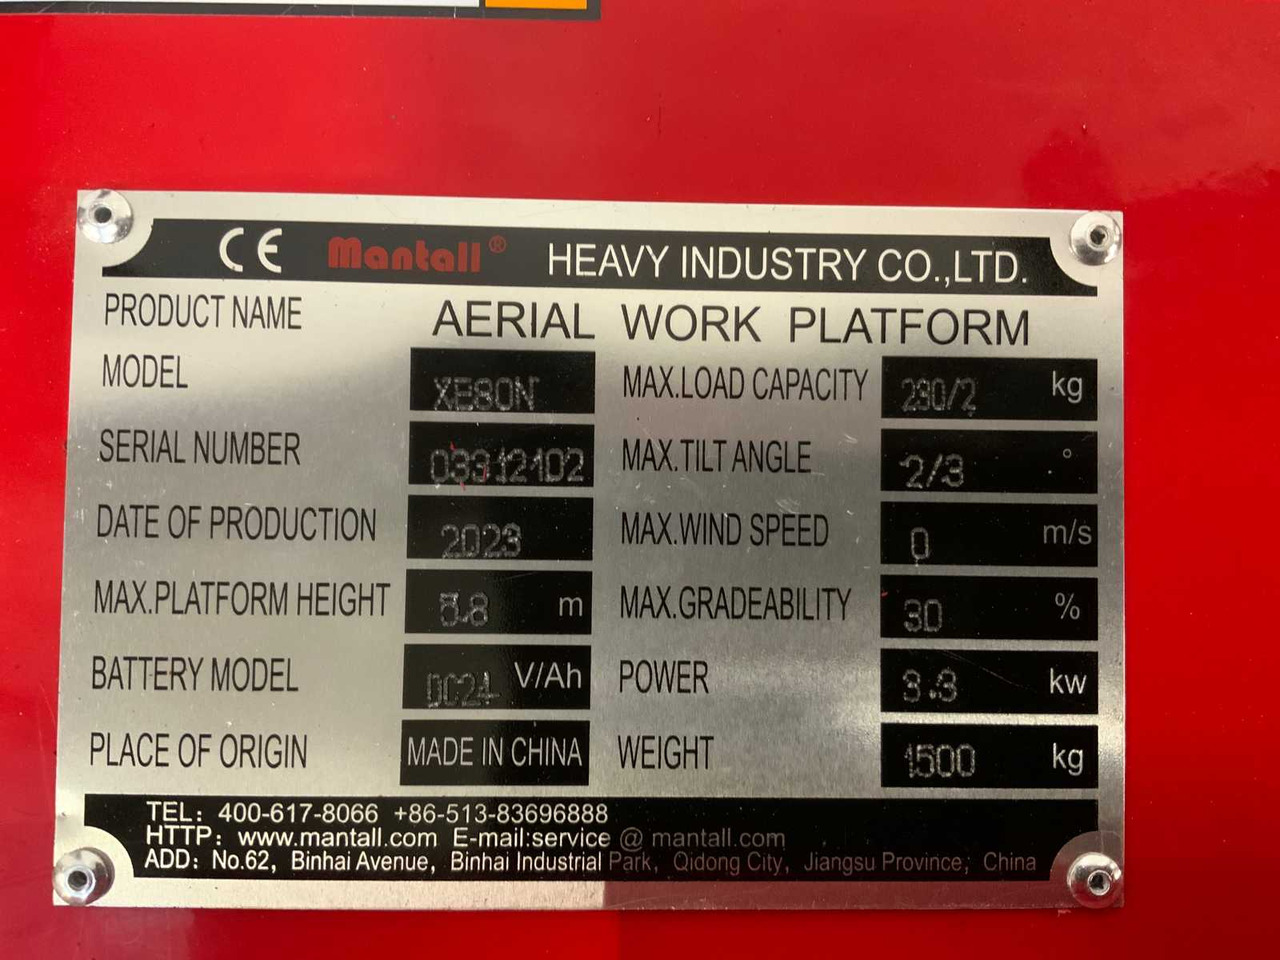 CE Mantall® HEAVY INDUSTRY CO.,LTD.
PRODUCT NAME AERIAL WORK PLATFORM
MODEL XE80N MAX.LOAD CAPACITY 230/2 kg
SERIAL NUMBER 03312102 MAX.TILT ANGLE 2/3 °
DATE OF PRODUCTION 2023 MAX.WIND SPEED 0 m/s
MAX.PLATFORM HEIGHT 5.8 m MAX.GRADEABILITY 30 %
BATTERY MODEL DC24 V/Ah POWER 3.3 kw
PLACE OF ORIGIN MADE IN CHINA WEIGHT 1500 kg
TEL: 400-617-8066 +86-513-83696888
HTTP: www.mantall.com E-mail:service @ mantall.com
ADD: No.62, Binhai Avenue, Binhai Industrial Park, Qidong City, Jiangsu Province, China